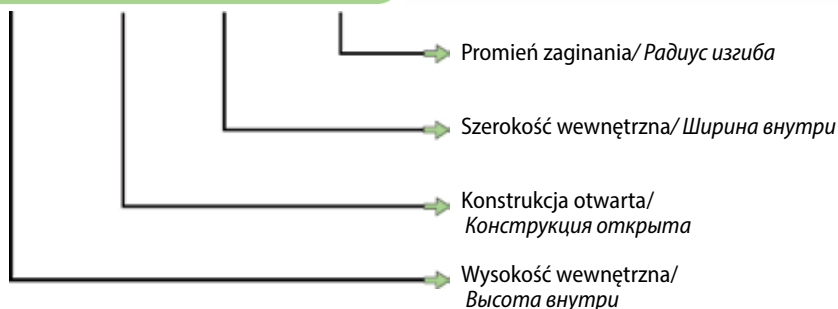 Promień zaginania/ Радиус изгиба
Szerokość wewnętrzna/ Ширина внутри
Konstrukcja otwarta/
Конструкция открыта
Wysokość wewnętrzna/
Высота внутри